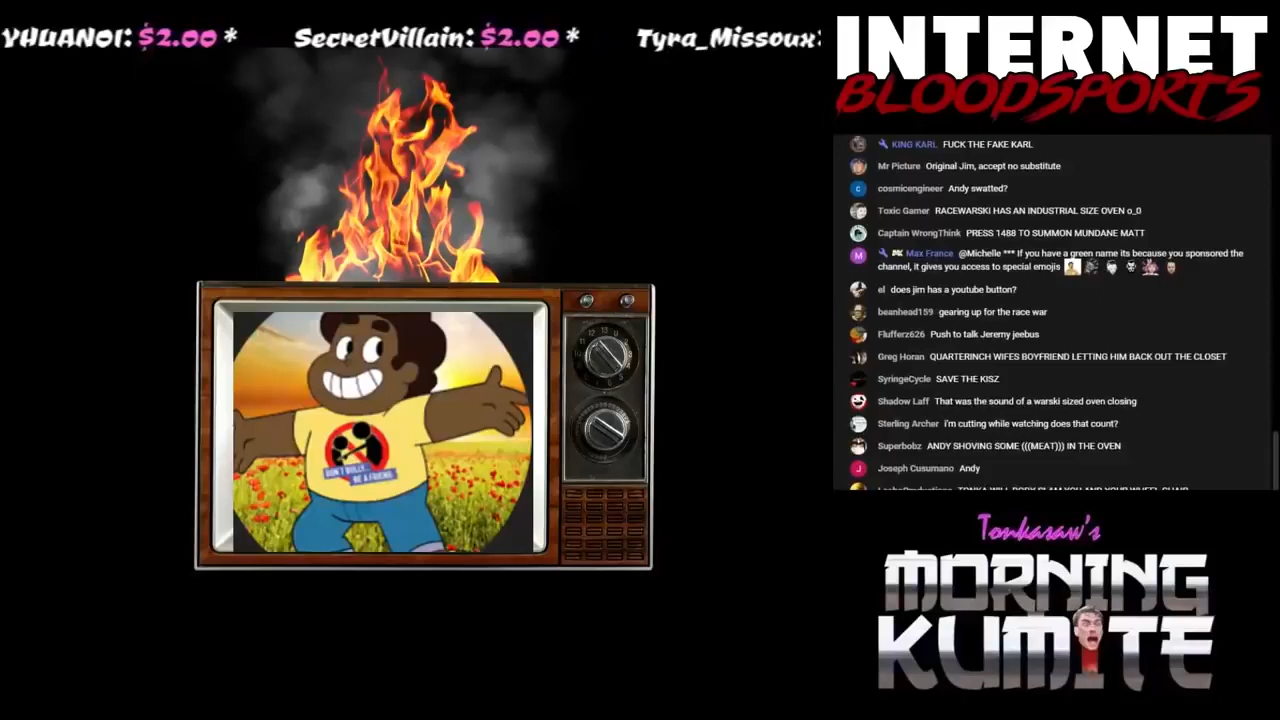 YHUANOI: $2.00 * SecretVillain: $2.00 * Tyra_Missoux:
INTERNET
BLOODSPORTS
KING KARL FUCK THE FAKE KARL
Mr Picture Original Jim, accept no substitute
cosmicengineer Andy swatted?
Toxic Gamer RACEWARSKI HAS AN INDUSTRIAL SIZE OVEN o_0
Captain WrongThink PRESS 1488 TO SUMMON MUNDANE MATT
Max France @Michelle *** If you have a green name its because you sponsored the
channel, it gives you access to special emojis
el does jim has a youtube button?
beanhead159 gearing up for the race war
Flufferz626 Push to talk Jeremy jeebus
Greg Horan QUARTERINCH WIFES BOYFRIEND LETTING HIM BACK OUT THE CLOSET
SyringeCycle SAVE THE KISZ
Shadow Laff That was the sound of a warski sized oven closing
Sterling Archer i'm cutting while watching does that count?
Superbobz ANDY SHOVING SOME (((MEAT))) IN THE OVEN
Joseph Cusumano Andy
DON'T BULLY...
BE A FRIEND
Tonkasaw's
MORNING
KUMITE